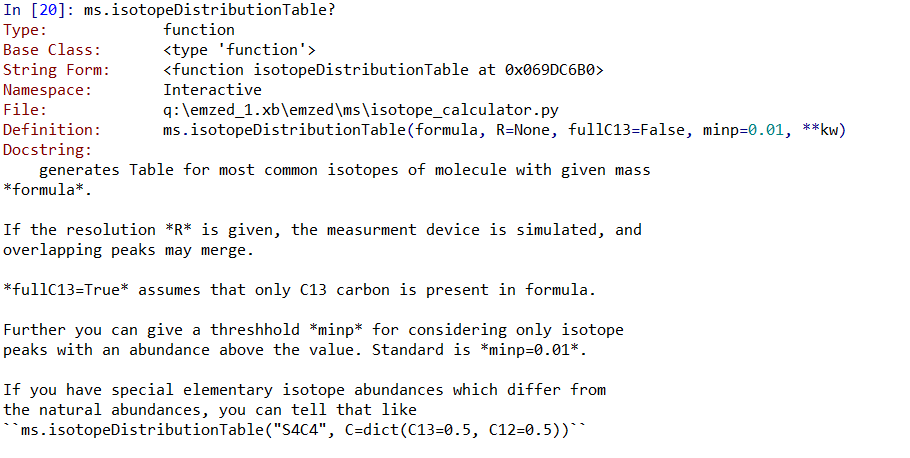 In [20]: ms.isotopeDistributionTable?
Type:             function
Base Class:       <type 'function'>
String Form:      <function isotopeDistributionTable at 0x069DC6B0>
Namespace:        Interactive
File:             q:\emzed_1.xb\emzed\ms\isotope_calculator.py
Definition:       ms.isotopeDistributionTable(formula, R=None, fullC13=False, minp=0.01, **kw)
Docstring:
    generates Table for most common isotopes of molecule with given mass
*formula*.

If the resolution *R* is given, the measurment device is simulated, and
overlapping peaks may merge.

*fullC13=True* assumes that only C13 carbon is present in formula.

Further you can give a threshhold *minp* for considering only isotope
peaks with an abundance above the value. Standard is *minp=0.01*.

If you have special elementary isotope abundances which differ from
the natural abundances, you can tell that like
``ms.isotopeDistributionTable("S4C4", C=dict(C13=0.5, C12=0.5))``